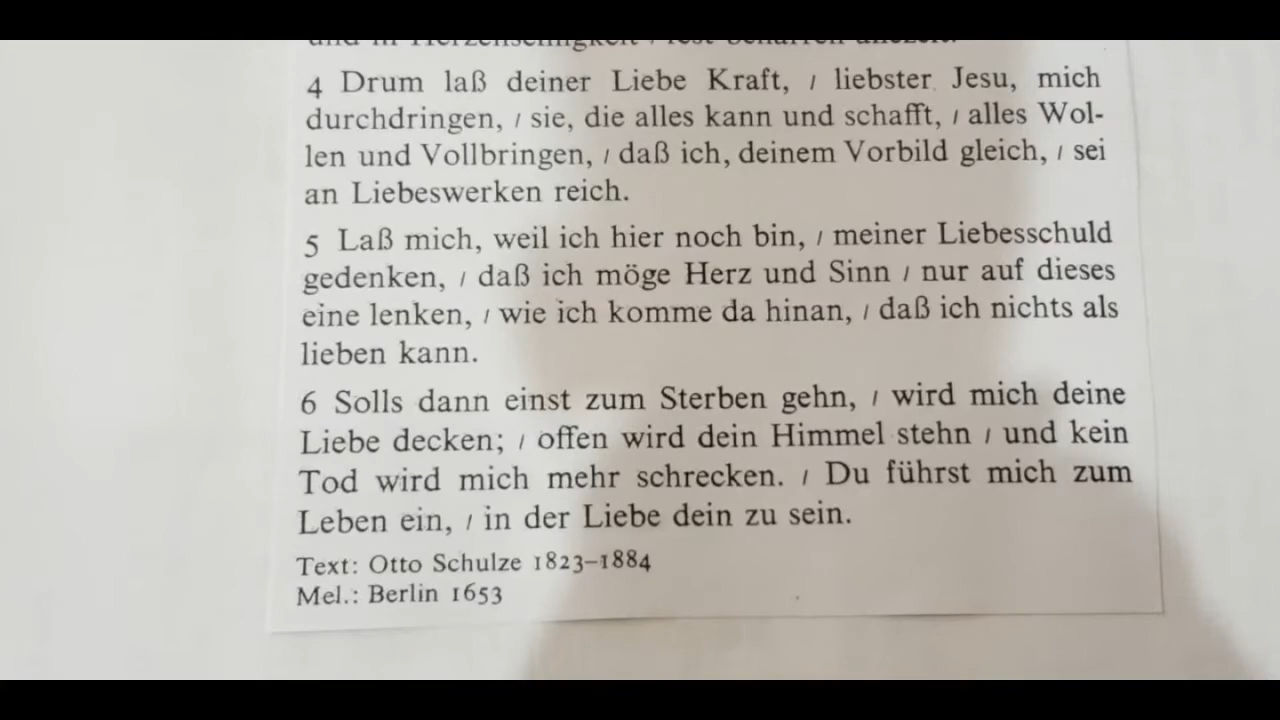 4 Drum laß deiner Liebe Kraft, / liebster Jesu, mich
durchdringen, / sie, die alles kann und schafft, / alles Wol-
len und Vollbringen, / daß ich, deinem Vorbild gleich, / sei
an Liebeswerken reich.
5 Laß mich, weil ich hier noch bin, / meiner Liebesschuld
gedenken, / daß ich möge Herz und Sinn / nur auf dieses
eine lenken, / wie ich komme da hinan, / daß ich nichts als
lieben kann.
6 Solls dann einst zum Sterben gehn, / wird mich deine
Liebe decken; / offen wird dein Himmel stehn / und kein
Tod wird mich mehr schrecken. / Du führst mich zum
Leben ein, / in der Liebe dein zu sein.
Text: Otto Schulze 1823–1884
Mel.: Berlin 1653